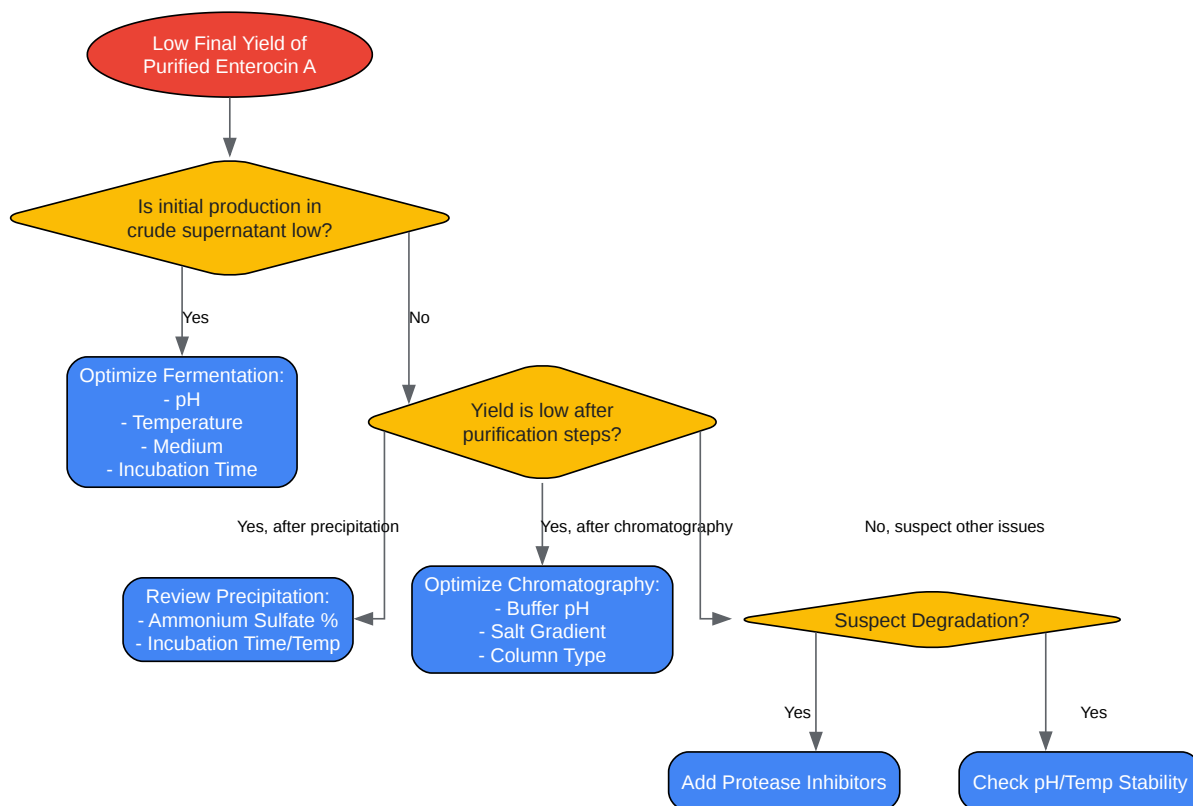 Low Final Yield of
Purified Enterocin A
Is initial production in
crude supernatant low?
Yes
No
Optimize Fermentation:
- pH
- Temperature
- Medium
- Incubation Time
Yield is low after
purification steps?
Yes, after precipitation
Yes, after chromatography
No, suspect other issues
Review Precipitation:
- Ammonium Sulfate %
- Incubation Time/Temp
Optimize Chromatography:
- Buffer pH
- Salt Gradient
- Column Type
Suspect Degradation?
Yes
Yes
Add Protease Inhibitors
Check pH/Temp Stability